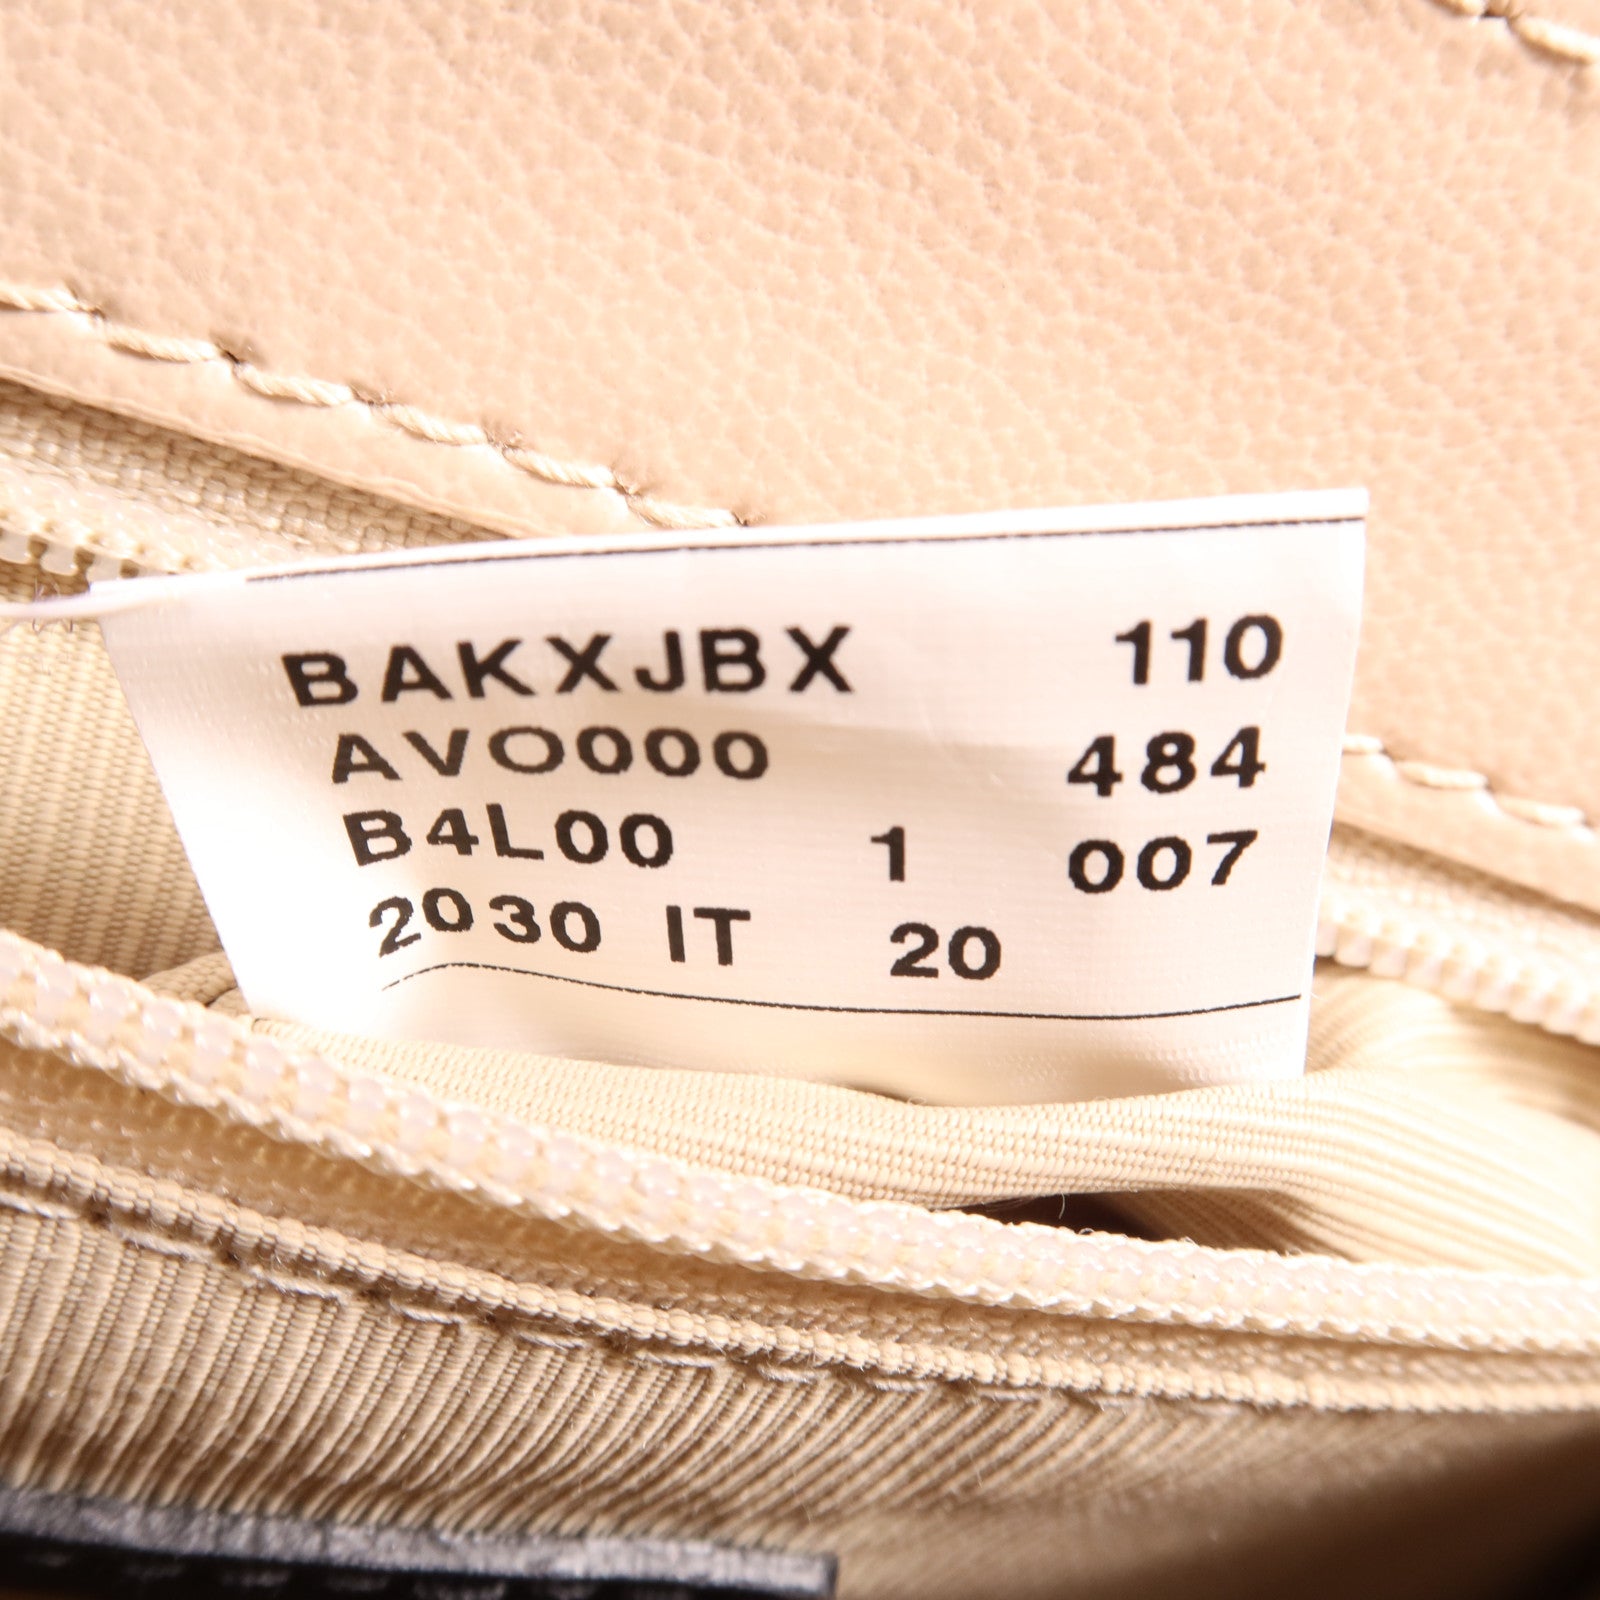 BAKXJBX 110
AVO000 484
B4L00 1 007
2030 IT 20